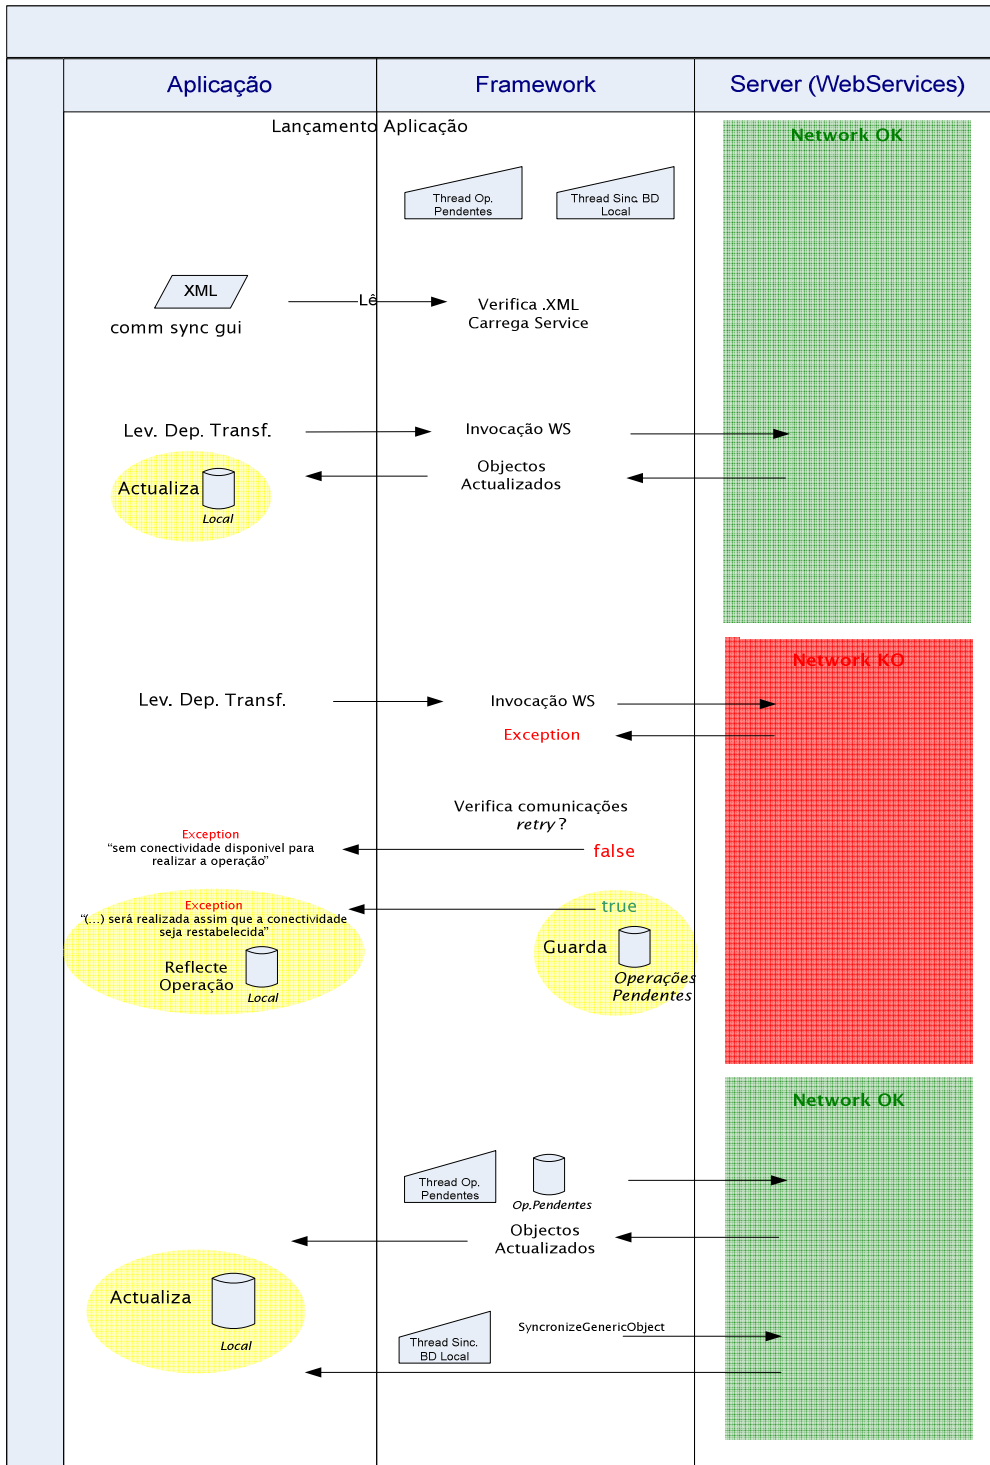 Aplicação
Framework
Server (WebServices)
Lançamento Aplicação
Network OK
Thread Op.
Pendentes
Thread Sinc. BD
Local
XML
comm sync gui
Lê
Verifica .XML
Carrega Service
Lev. Dep. Transf.
Invocação WS
Objectos
Actualizados
Actualiza
Local
Network KO
Lev. Dep. Transf.
Invocação WS
Exception
Verifica comunicações
retry ?
false
Exception
“sem conectividade disponivel para
realizar a operação”
true
Exception
“(...) será realizada assim que a conectividade
seja restabelecida”
Reflecte
Operação
Local
Guarda
Operações
Pendentes
Network OK
Thread Op.
Pendentes
Op.Pendentes
Objectos
Actualizados
Actualiza
Local
Thread Sinc.
BD Local
SyncronizeGenericObject